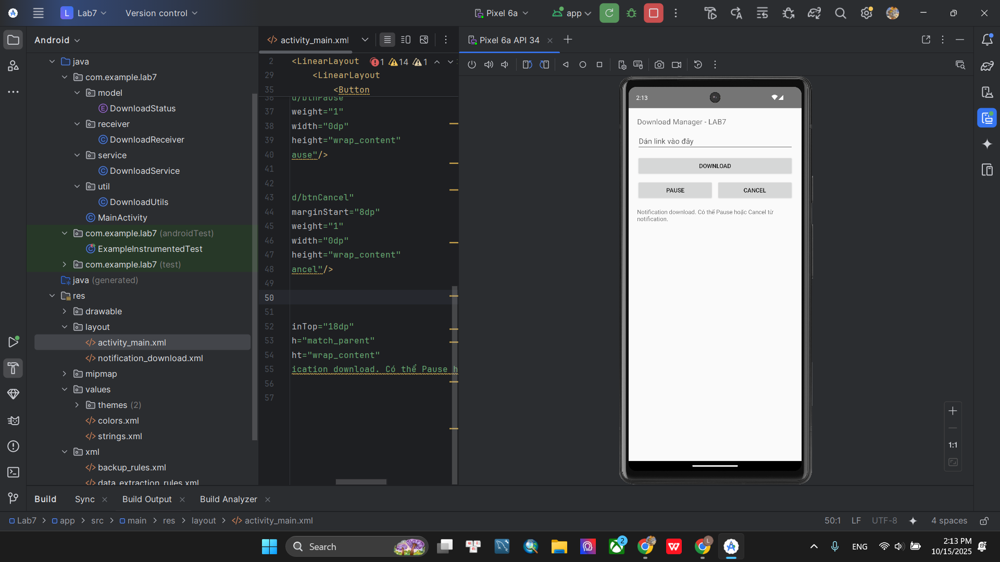 L Lab7 Version control Pixel 6a app
Android
java
com.example.lab7
model
DownloadStatus
receiver
DownloadReceiver
service
DownloadService
util
DownloadUtils
MainActivity
com.example.lab7 (androidTest)
ExampleInstrumentedTest
com.example.lab7 (test)
java (generated)
res
drawable
layout
activity_main.xml
notification_download.xml
mipmap
values
themes (2)
colors.xml
strings.xml
xml
backup_rules.xml
data_extraction_rules.xml
activity_main.xml
1 14 1
2 <LinearLayout
29 <LinearLayout
35 <Button
36 d/btnPause"
37 weight="1"
38 width="0dp"
39 height="wrap_content"
40 ause"/>
41
42
43 d/btnCancel"
44 marginStart="8dp"
45 weight="1"
46 width="0dp"
47 height="wrap_content"
48 ancel"/>
49
50
51
52 inTop="18dp"
53 h="match_parent"
54 ht="wrap_content"
55 ication download. Có thể Pause h
56
57
Pixel 6a API 34
2:13
Download Manager - LAB7
Dán link vào đây
DOWNLOAD
PAUSE CANCEL
Notification download. Có thể Pause hoặc Cancel từ
notification.
1:1
Build Sync Build Output Build Analyzer
Lab7 > app > src > main > res > layout > activity_main.xml
50:1 LF UTF-8 4 spaces
Search
2
L
ENG
2:13 PM
10/15/2025